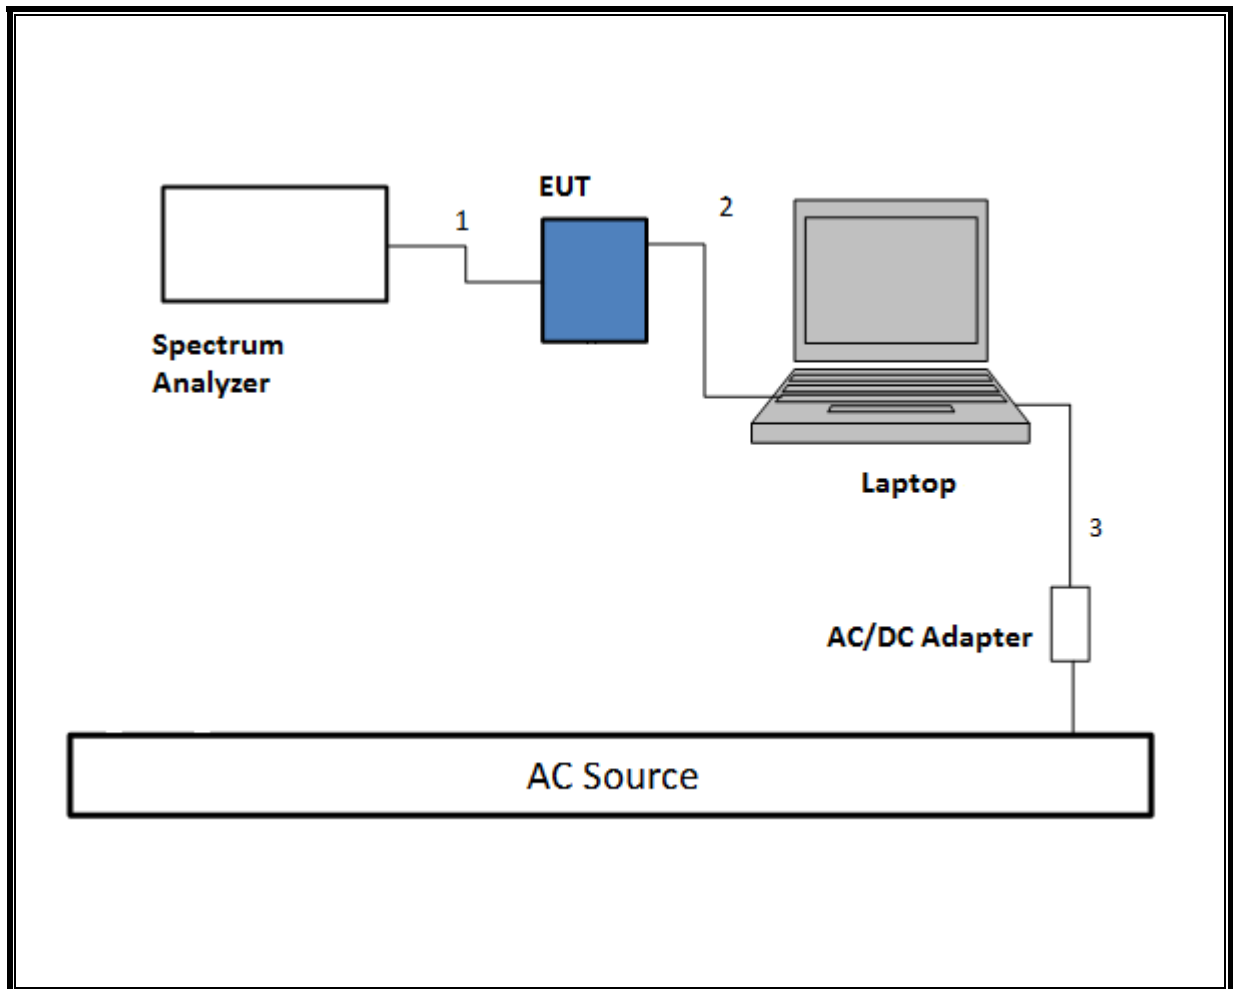 EUT
1
2
Spectrum
Analyzer
Laptop
3
AC/DC Adapter
AC Source